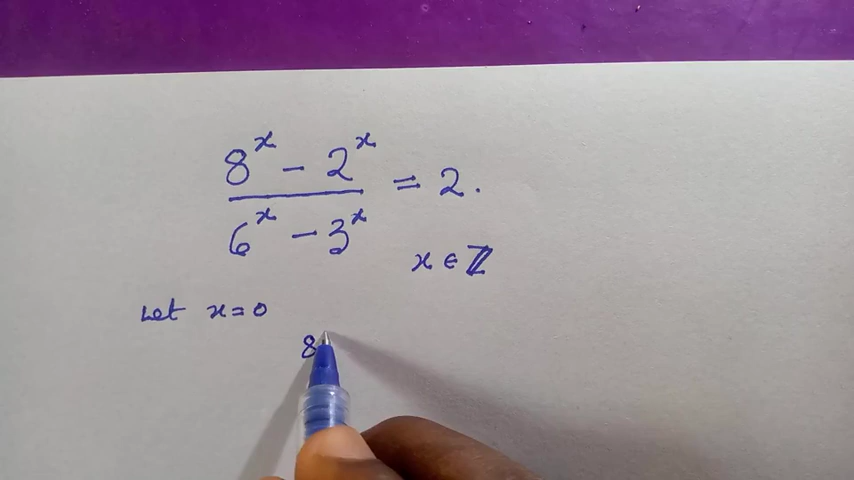 8^x - 2^x
6^x - 3^x
= 2.
x ∈ ℤ
Let x = 0
8